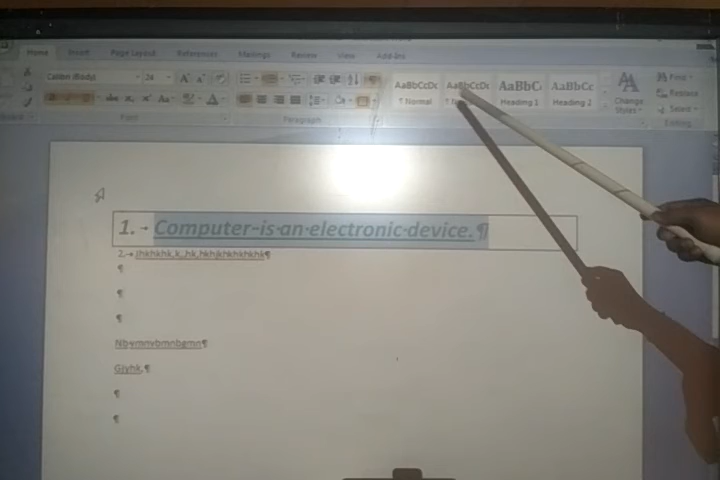 Home Insert Page Layout References Mailings Review View Add-Ins
Calibri (Body) 24
AaBbCcDc AaBbCcDc AaBbC AaBbCc
¶ Normal Heading 1 Heading 2
Change Styles
Find
Replace
Select
Font Paragraph Editing
1. → Computer·is·an·electronic·device.¶
¶
¶
¶
Gjyhk.¶
¶
¶